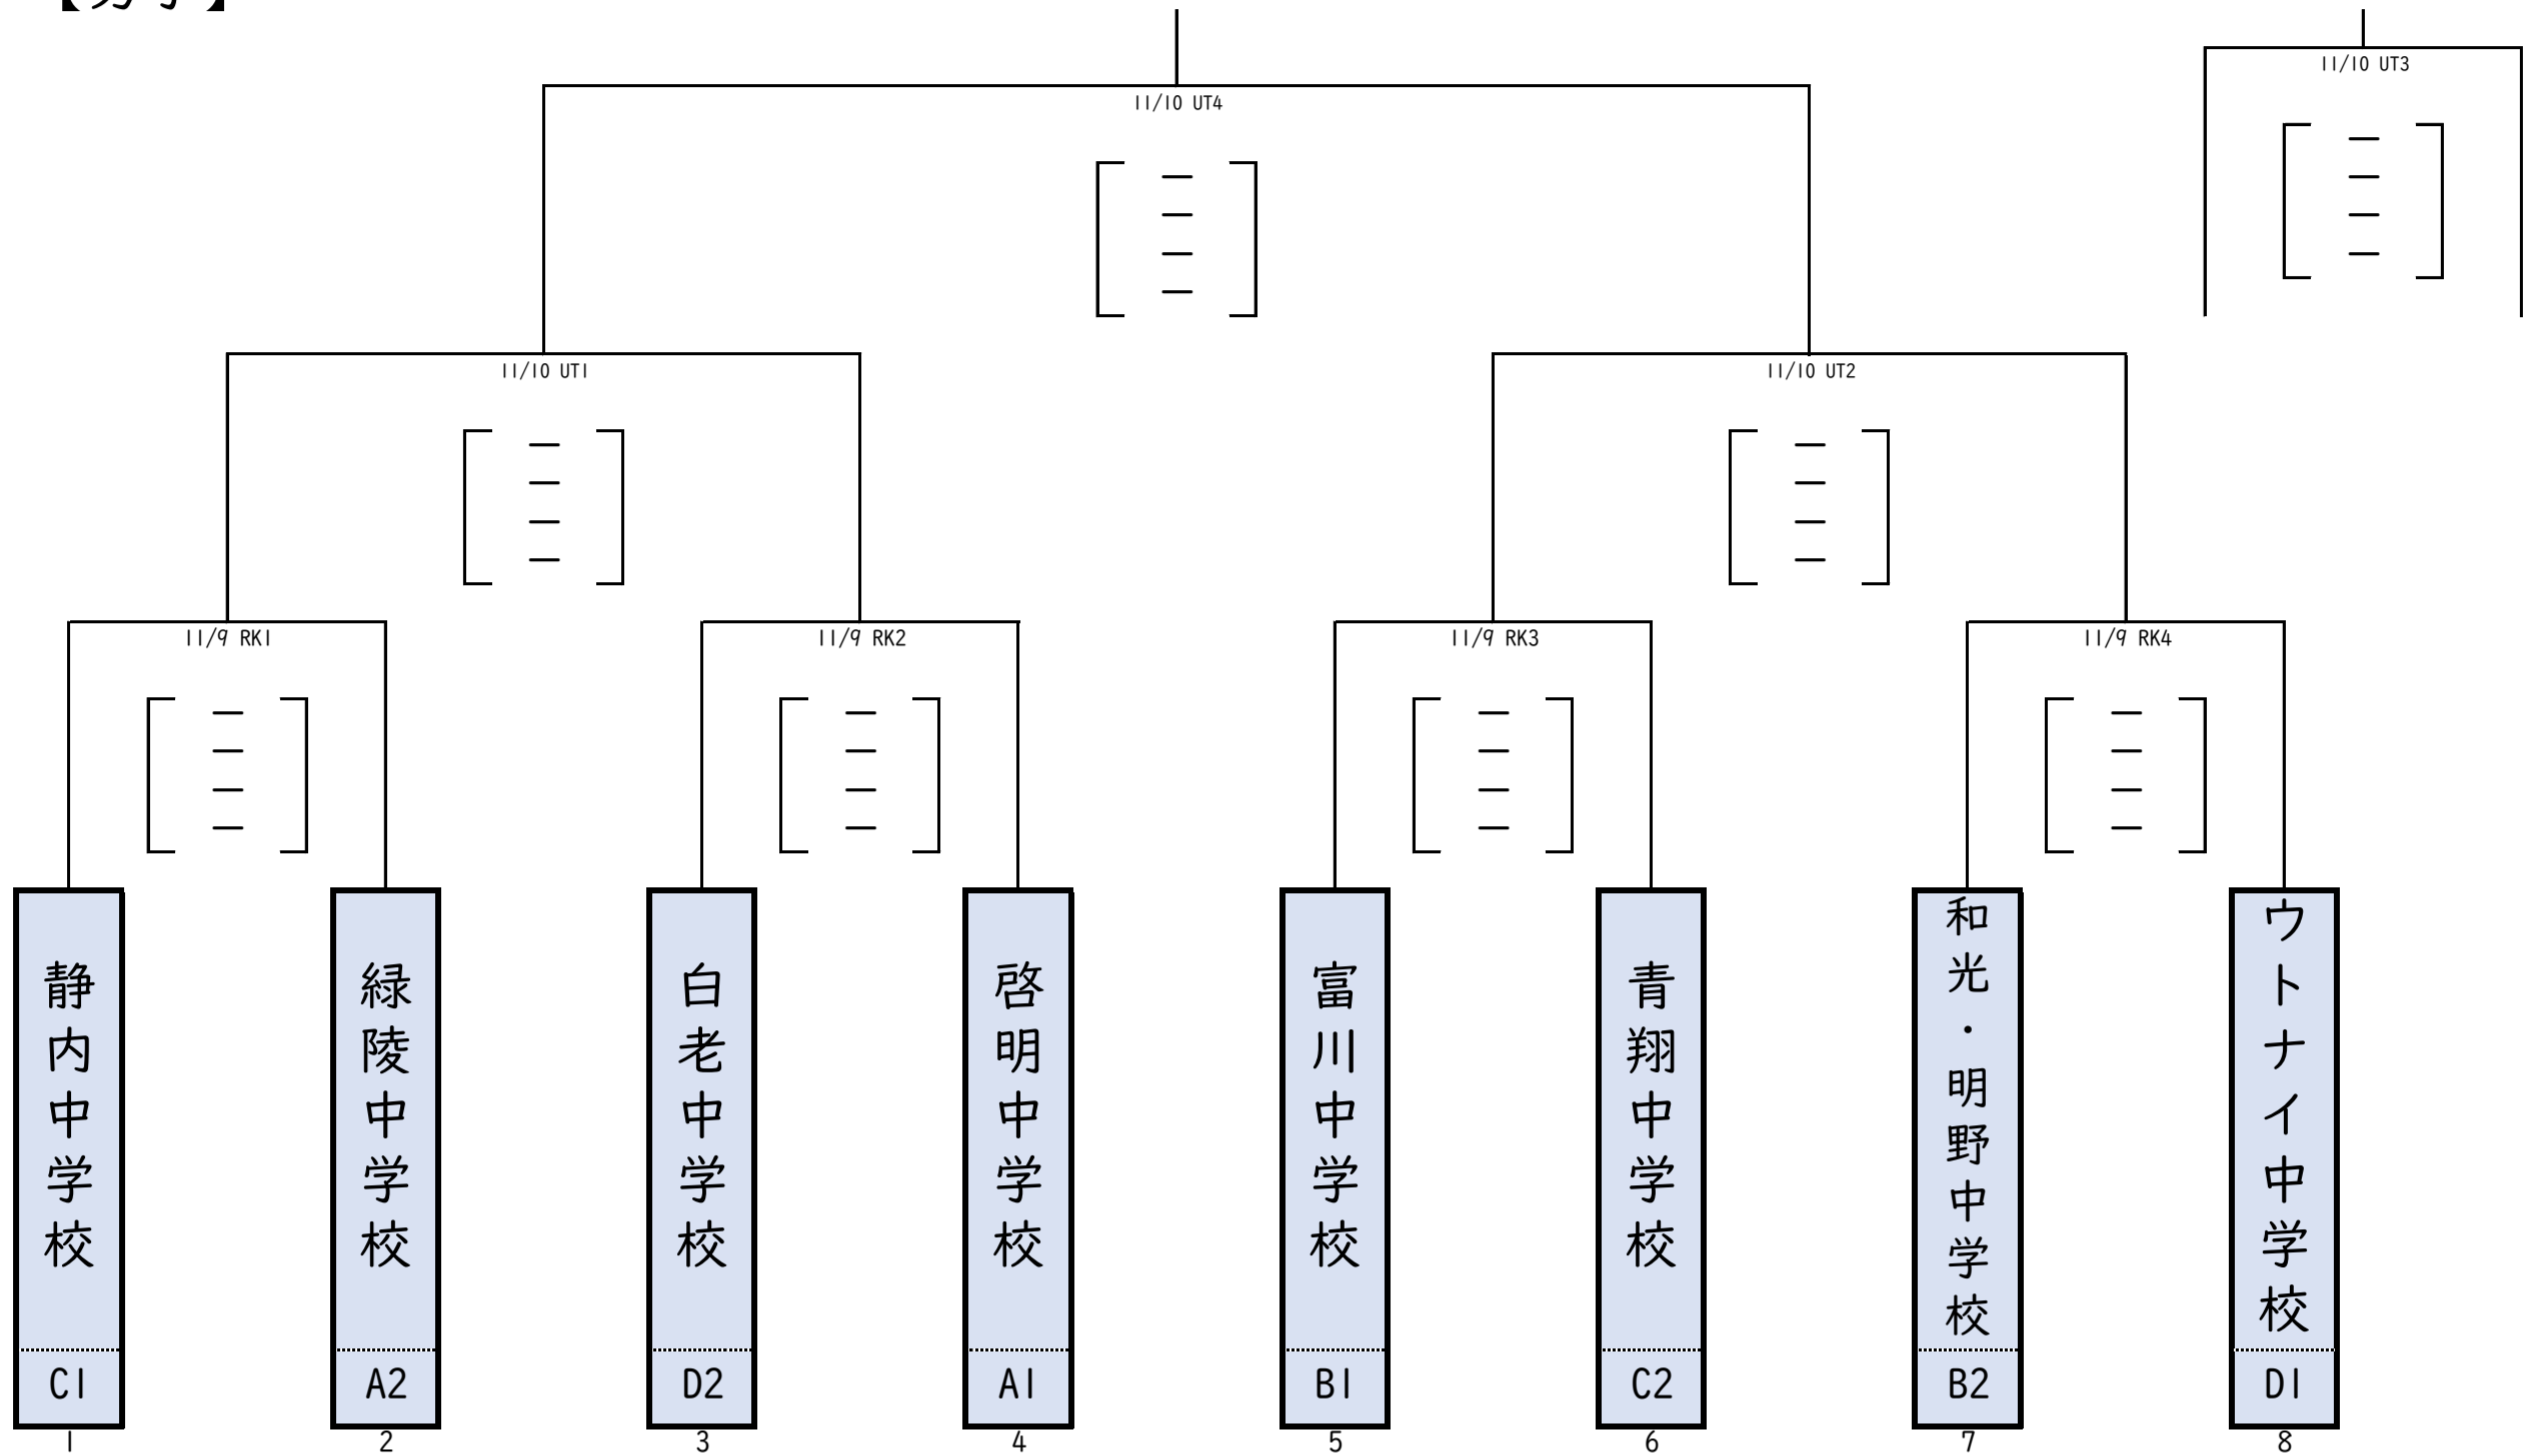 11/10 UT3
11/10 UT4
11/10 UT1
11/10 UT2
11/9 RK1
11/9 RK2
11/9 RK3
11/9 RK4
静内中学校
C1
1
緑陵中学校
A2
2
白老中学校
D2
3
啓明中学校
A1
4
富川中学校
B1
5
青翔中学校
C2
6
和光・明野中学校
B2
7
ウトナイ中学校
D1
8